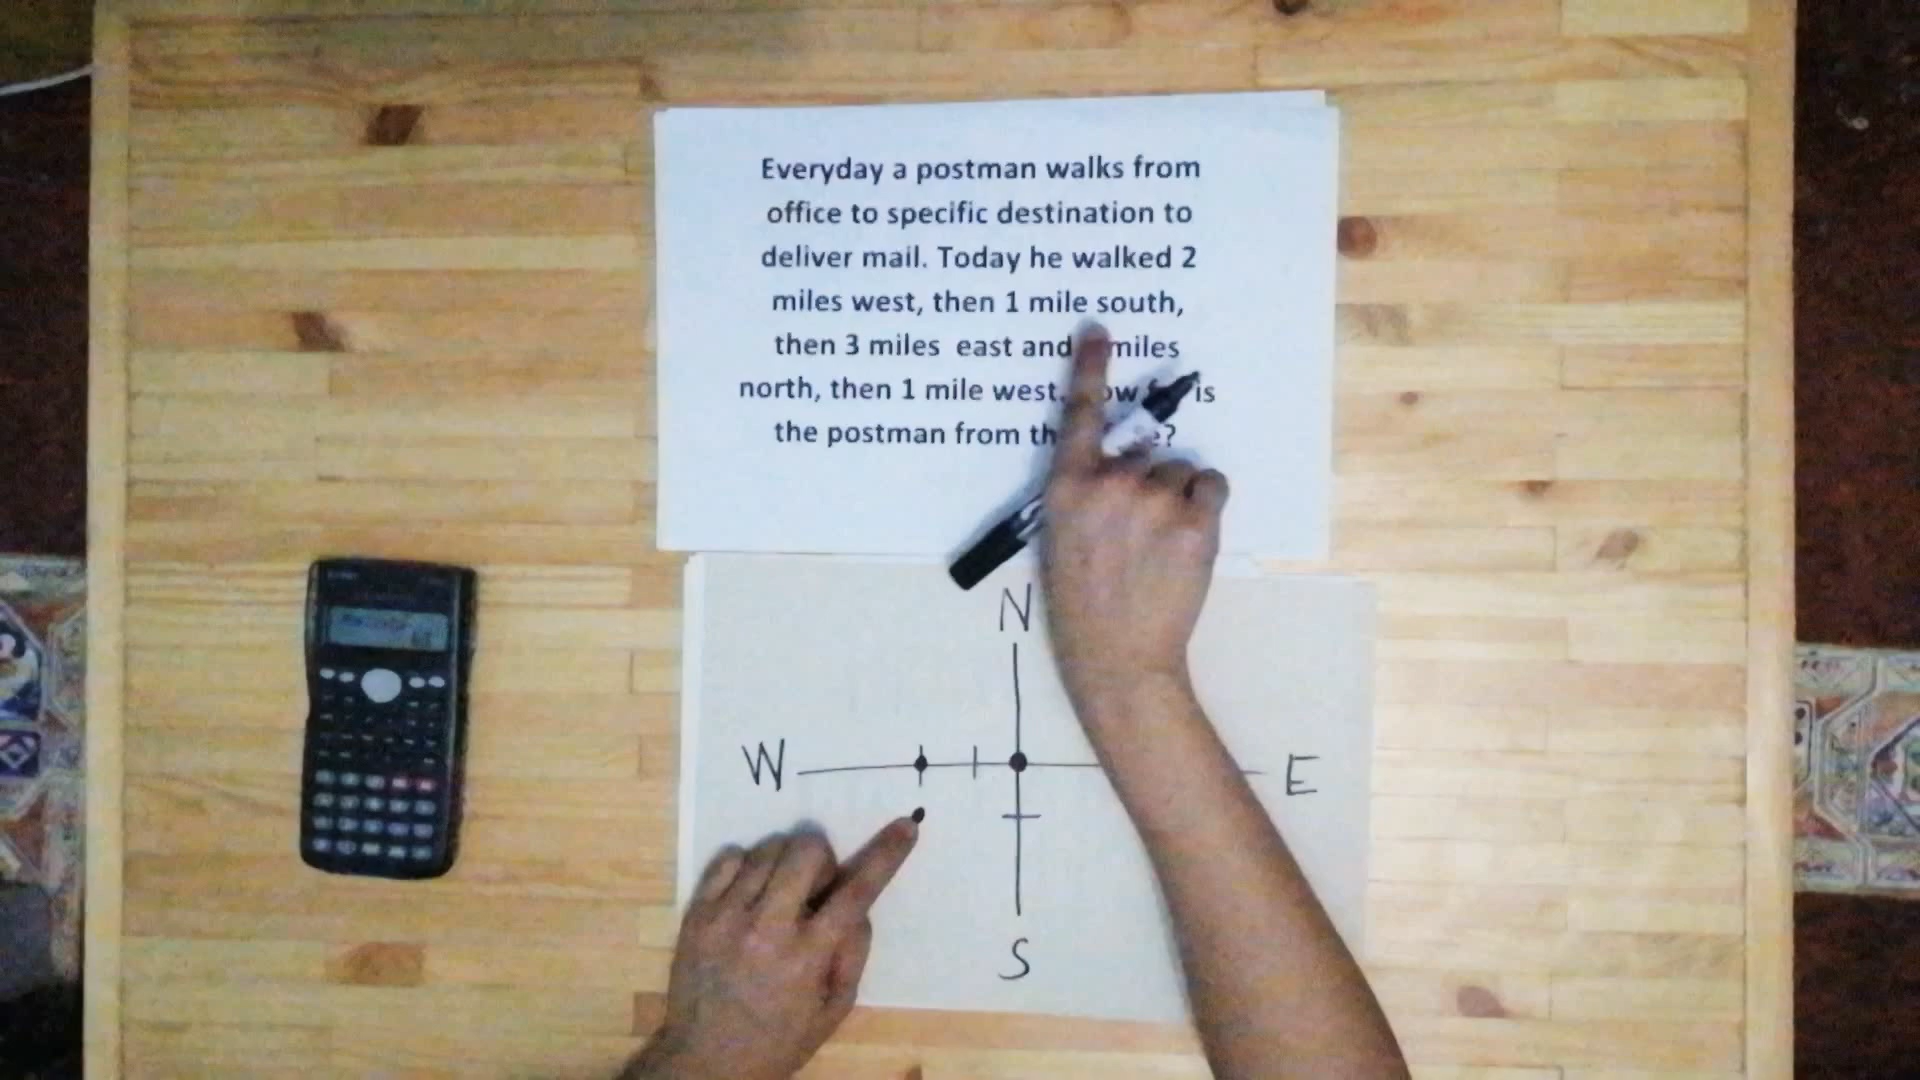 Everyday a postman walks from
office to specific destination to
deliver mail. Today he walked 2
miles west, then 1 mile south,
then 3 miles east and miles
north, then 1 mile west. is
the postman from
N
W E
S